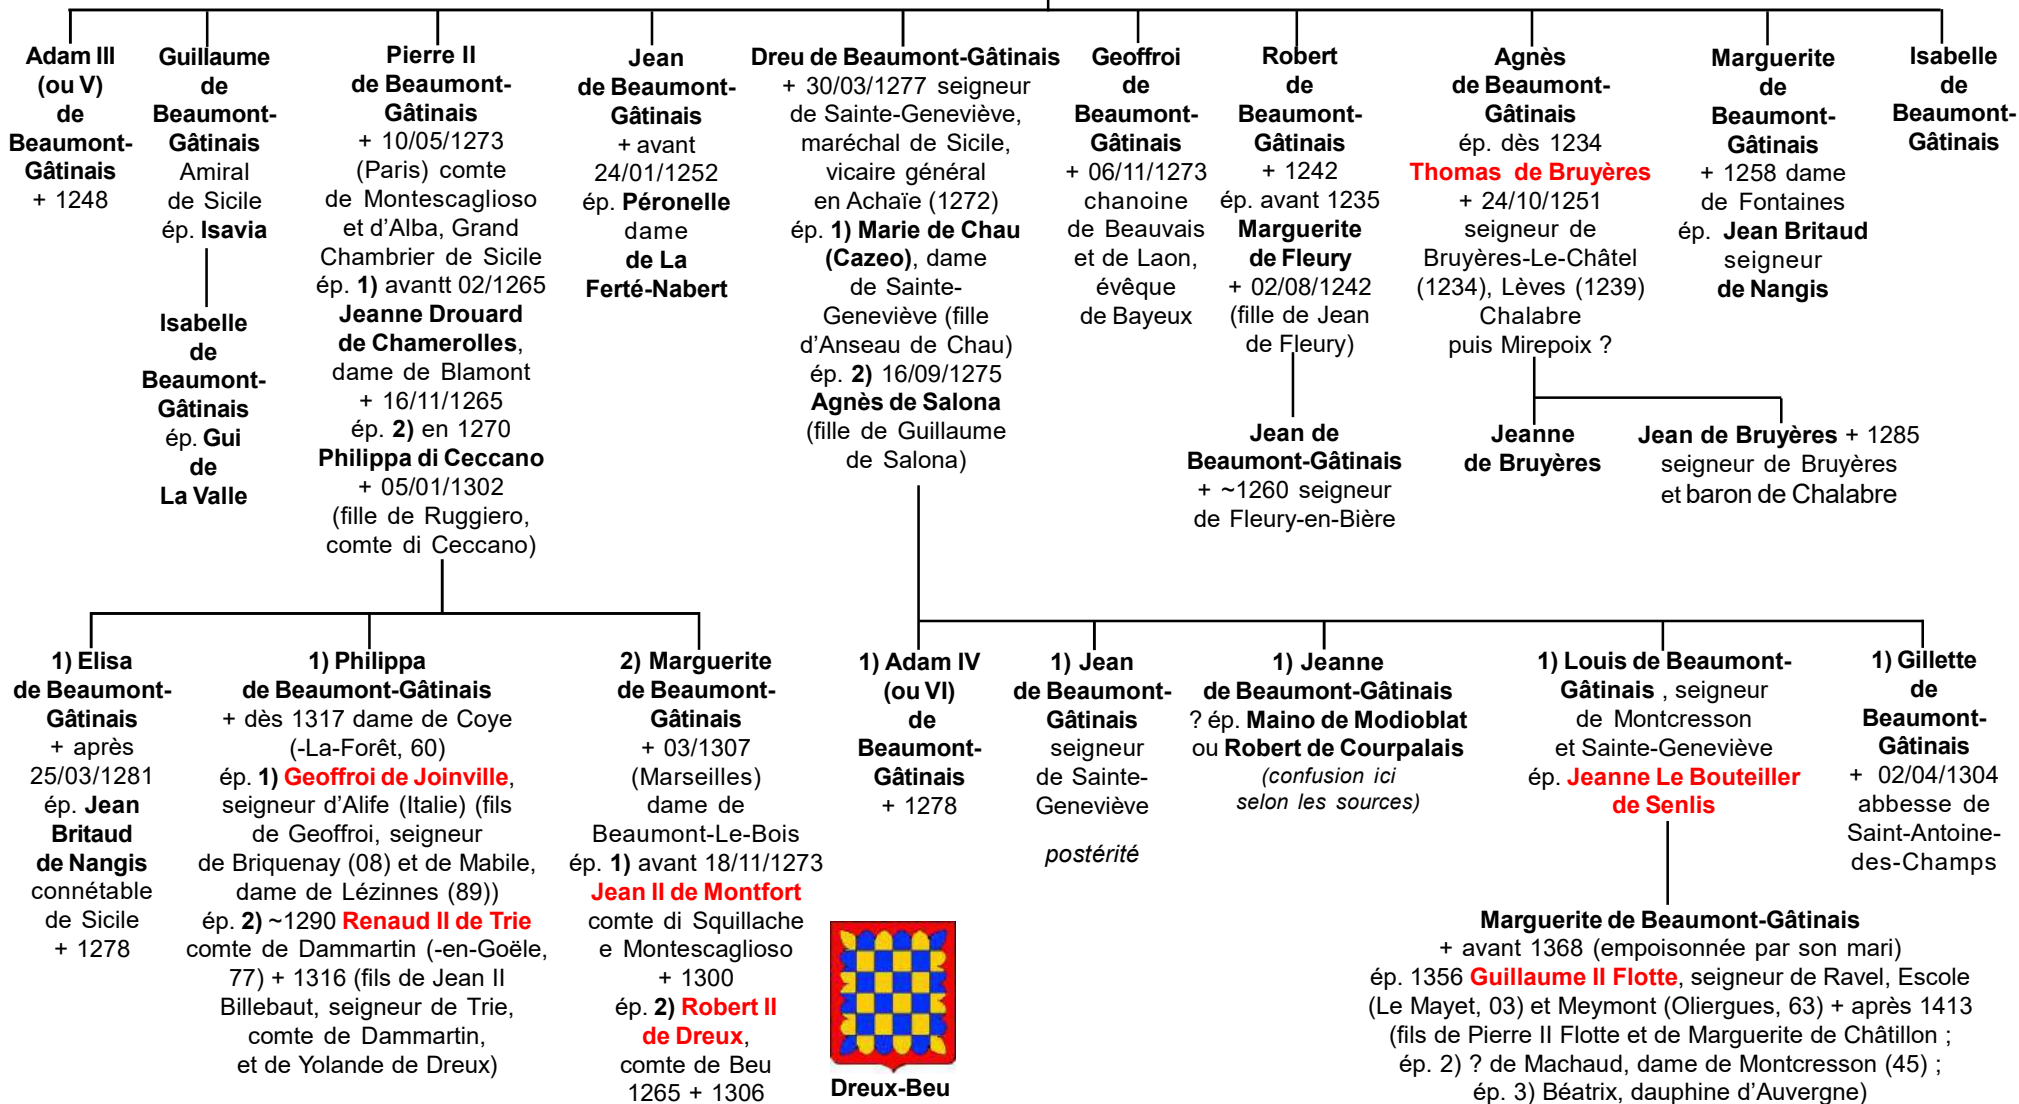 Adam III
(ou V)
de
Beaumont-
Gâtinais
+ 1248
Guillaume
de
Beaumont-
Gâtinais
Amiral
de Sicile
ép. Isavia
Isabelle
de
Beaumont-
Gâtinais
ép. Gui
de
La Valle
Pierre II
de Beaumont-
Gâtinais
+ 10/05/1273
(Paris) comte
de Montescaglioso
et d'Alba, Grand
Chambrier de Sicile
ép. 1) avantt 02/1265
Jeanne Drouard
de Chamerolles,
dame de Blamont
+ 16/11/1265
ép. 2) en 1270
Philippa di Ceccano
+ 05/01/1302
(fille de Ruggiero,
comte di Ceccano)
Jean
de Beaumont-
Gâtinais
+ avant
24/01/1252
ép. Péronelle
dame
de La
Ferté-Nabert
Dreu de Beaumont-Gâtinais
+ 30/03/1277 seigneur
de Sainte-Geneviève,
maréchal de Sicile,
vicaire général
en Achaïe (1272)
ép. 1) Marie de Chau
(Cazeo), dame
de Sainte-
Geneviève (fille
d'Anseau de Chau)
ép. 2) 16/09/1275
Agnès de Salona
(fille de Guillaume
de Salona)
Geoffroi
de
Beaumont-
Gâtinais
+ 06/11/1273
chanoine
de Beauvais
et de Laon,
évêque
de Bayeux
Robert
de
Beaumont-
Gâtinais
+ 1242
ép. avant 1235
Marguerite
de Fleury
+ 02/08/1242
(fille de Jean
de Fleury)
Jean de
Beaumont-Gâtinais
+ ~1260 seigneur
de Fleury-en-Bière
Agnès
de Beaumont-
Gâtinais
ép. dès 1234
Thomas de Bruyères
+ 24/10/1251
seigneur de
Bruyères-Le-Châtel
(1234), Lèves (1239)
Chalabre
puis Mirepoix ?
Jeanne
de Bruyères
Jean de Bruyères + 1285
seigneur de Bruyères
et baron de Chalabre
Marguerite
de
Beaumont-
Gâtinais
+ 1258 dame
de Fontaines
ép. Jean Britaud
seigneur
de Nangis
Isabelle
de
Beaumont-
Gâtinais
1) Elisa
de Beaumont-
Gâtinais
+ après
25/03/1281
ép. Jean
Britaud
de Nangis
connétable
de Sicile
+ 1278
1) Philippa
de Beaumont-Gâtinais
+ dès 1317 dame de Coye
(-La-Forêt, 60)
ép. 1) Geoffroi de Joinville,
seigneur d'Alife (Italie) (fils
de Geoffroi, seigneur
de Briquenay (08) et de Mabile,
dame de Lézinnes (89))
ép. 2) ~1290 Renaud II de Trie
comte de Dammartin (-en-Goële,
77) + 1316 (fils de Jean II
Billebaut, seigneur de Trie,
comte de Dammartin,
et de Yolande de Dreux)
2) Marguerite
de Beaumont-
Gâtinais
+ 03/1307
(Marseilles)
dame de
Beaumont-Le-Bois
ép. 1) avant 18/11/1273
Jean II de Montfort
comte di Squillache
e Montescaglioso
+ 1300
ép. 2) Robert II
de Dreux,
comte de Beu
1265 + 1306
Dreux-Beu
1) Adam IV
(ou VI)
de
Beaumont-
Gâtinais
+ 1278
1) Jean
de Beaumont-
Gâtinais
seigneur
de Sainte-
Geneviève
postérité
1) Jeanne
de Beaumont-Gâtinais
? ép. Maino de Modioblat
ou Robert de Courpalais
(confusion ici
selon les sources)
1) Louis de Beaumont-
Gâtinais , seigneur
de Montcresson
et Sainte-Geneviève
ép. Jeanne Le Bouteiller
de Senlis
Marguerite de Beaumont-Gâtinais
+ avant 1368 (empoisonnée par son mari)
ép. 1356 Guillaume II Flotte, seigneur de Ravel, Escole
(Le Mayet, 03) et Meymont (Oliergues, 63) + après 1413
(fils de Pierre II Flotte et de Marguerite de Châtillon ;
ép. 2) ? de Machaud, dame de Montcresson (45) ;
ép. 3) Béatrix, dauphine d'Auvergne)
1) Gillette
de
Beaumont-
Gâtinais
+ 02/04/1304
abbesse de
Saint-Antoine-
des-Champs